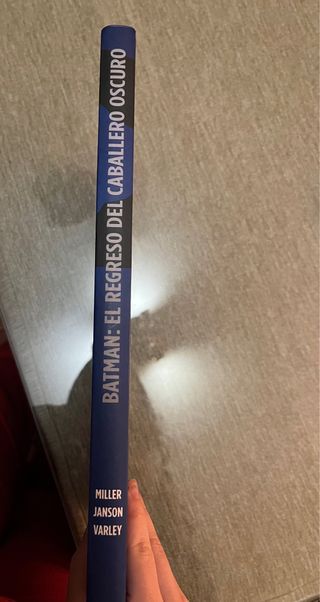 BATMAN: EL REGRESO DEL CABALLERO OSCURO
MILLER
JANSON
VARLEY